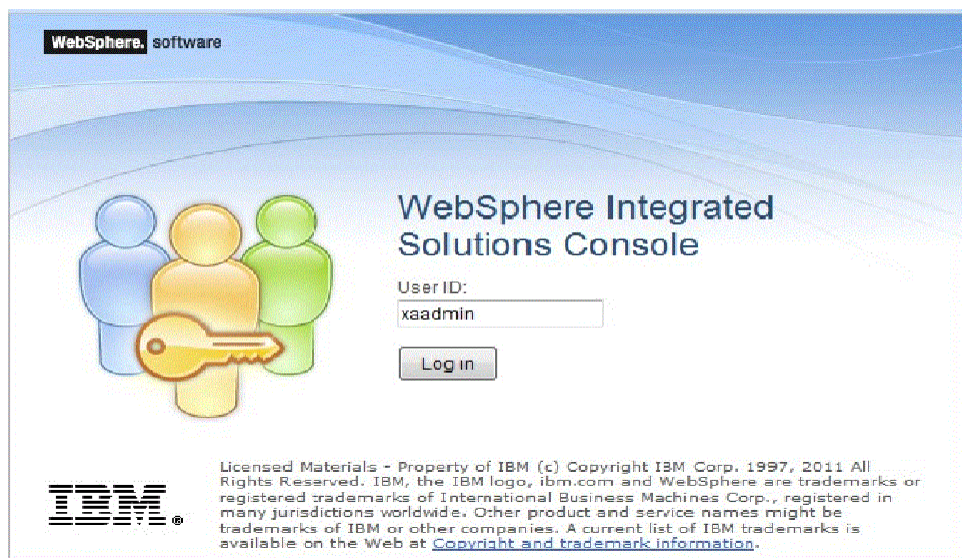 WebSphere. software
WebSphere Integrated
Solutions Console
User ID:
xaadmin
Log in
Licensed Materials - Property of IBM (c) Copyright IBM Corp. 1997, 2011 All
Rights Reserved. IBM, the IBM logo, ibm.com and WebSphere are trademarks or
registered trademarks of International Business Machines Corp., registered in
many jurisdictions worldwide. Other product and service names might be
trademarks of IBM or other companies. A current list of IBM trademarks is
available on the Web at Copyright and trademark information.
IBM®